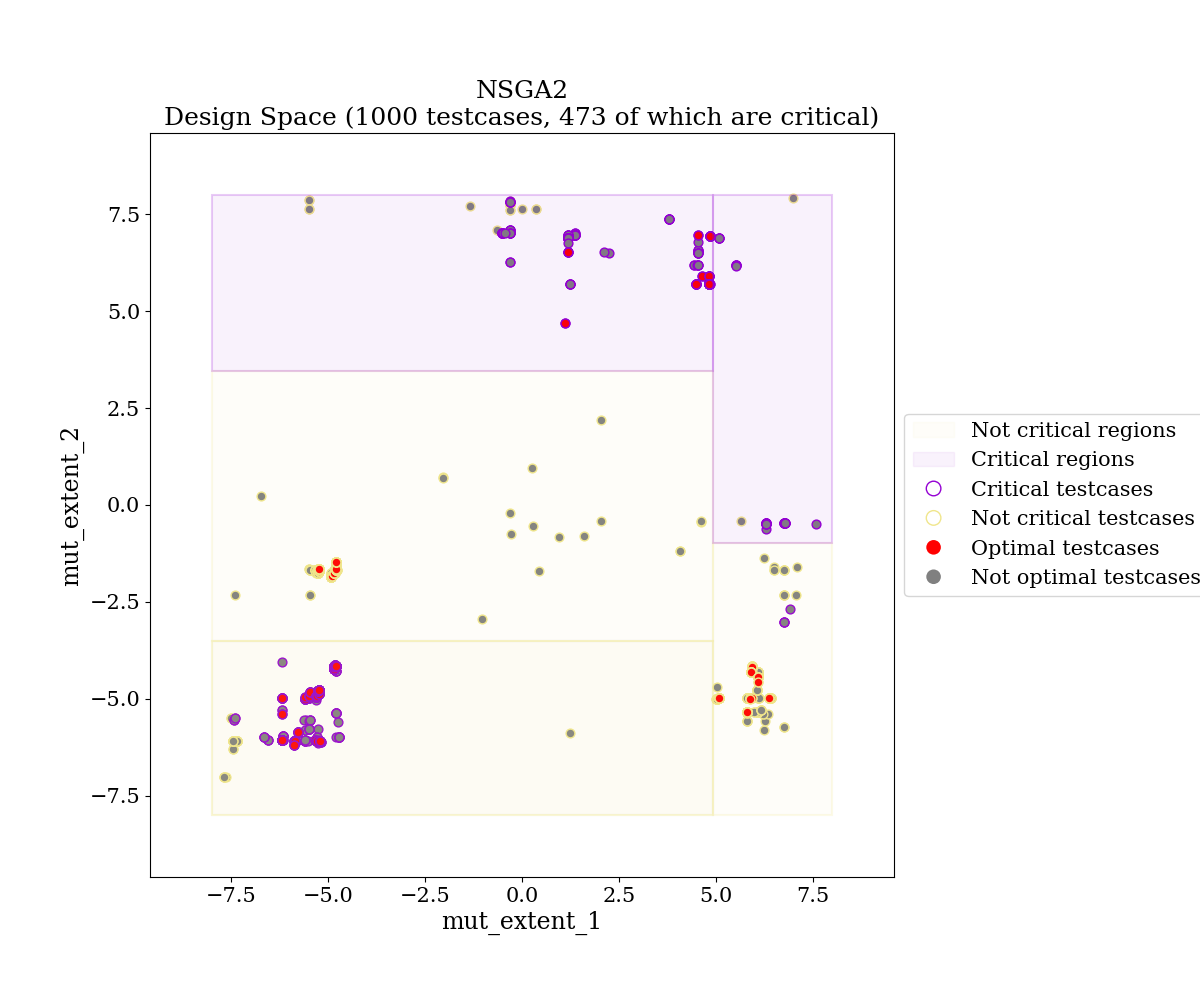 NSGA2
Design Space (1000 testcases, 473 of which are critical)
7.5
5.0
2.5
0.0
−2.5
−5.0
−7.5
mut_extent_2
−7.5
−5.0
−2.5
0.0
2.5
5.0
7.5
mut_extent_1
Not critical regions
Critical regions
Critical testcases
Not critical testcases
Optimal testcases
Not optimal testcases